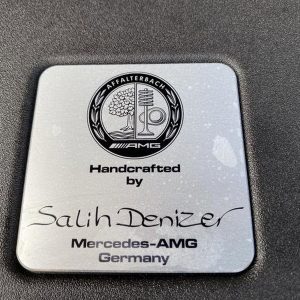 AFFALTERBACH
AMG
Handcrafted
by
Salih Denizer
Mercedes-AMG
Germany